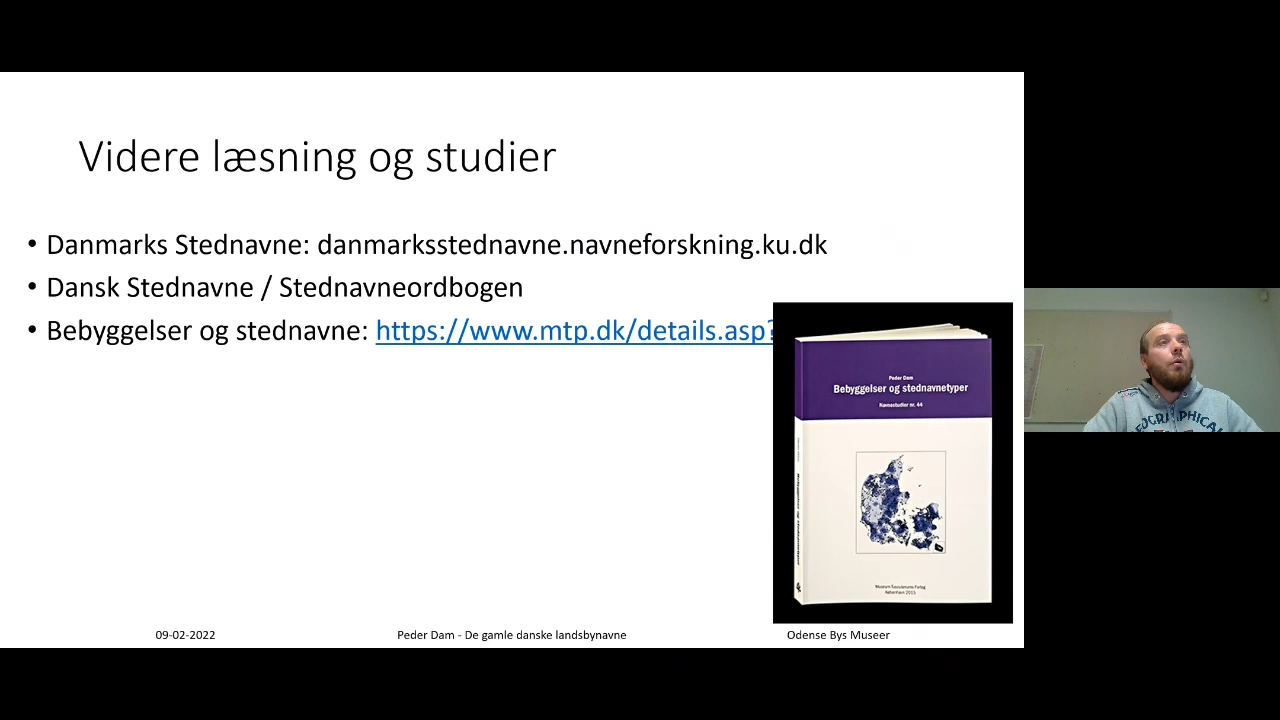 Videre læsning og studier
• Danmarks Stednavne: danmarksstednavne.navneforskning.ku.dk
• Dansk Stednavne / Stednavneordbogen
• Bebyggelser og stednavne: https://www.mtp.dk/details.asp?
Peder Dam
Bebyggelser og stednavnetyper
Navnestudier nr. 44
Museum Tusculanums Forlag
København 2015
09-02-2022
Peder Dam - De gamle danske landsbynavne
Odense Bys Museer